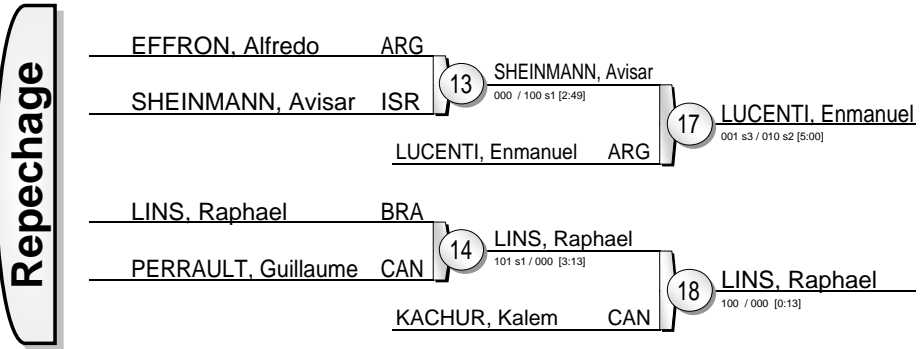 Repechage
EFFRON, Alfredo ARG
SHEINMANN, Avisar ISR
13
SHEINMANN, Avisar
000 / 100 s1 [2:49]
LUCENTI, Enmanuel ARG
17
LUCENTI, Enmanuel
001 s3 / 010 s2 [5:00]
LINS, Raphael BRA
PERRAULT, Guillaume CAN
14
LINS, Raphael
101 s1 / 000 [3:13]
KACHUR, Kalem CAN
18
LINS, Raphael
100 / 000 [0:13]